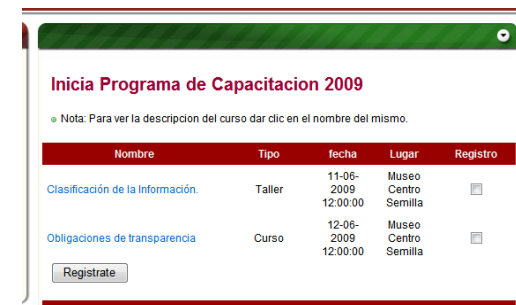 Inicia Programa de Capacitacion 2009
Nota: Para ver la descripcion del curso dar clic en el nombre del mismo.
Nombre Tipo fecha Lugar Registro
Clasificación de la Información. Taller 11-06-2009 12:00:00 Museo Centro Semilla
Obligaciones de transparencia Curso 12-06-2009 12:00:00 Museo Centro Semilla
Registrate